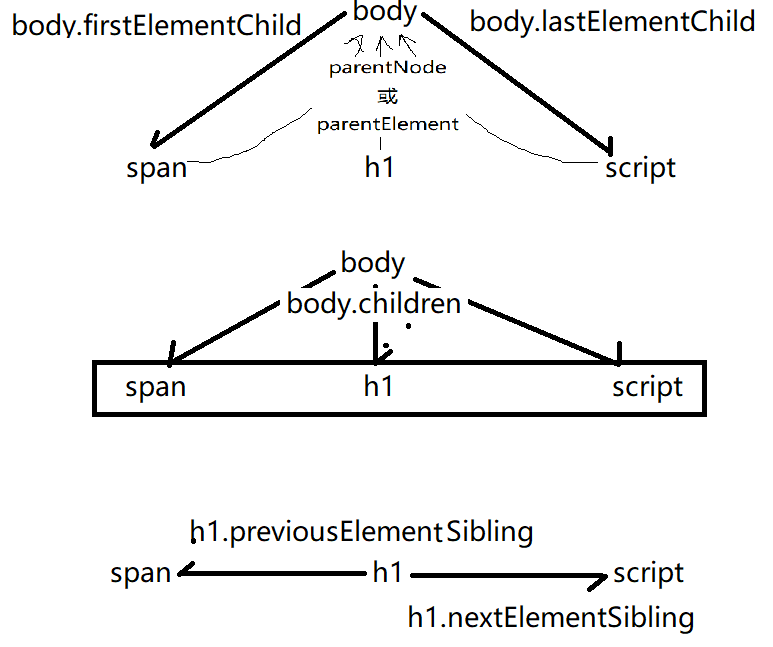 body.firstElementChild
body
body.lastElementChild
parentNode
或
parentElement
span
h1
script
body
body.children
span
h1
script
h1.previousElementSibling
span
h1
script
h1.nextElementSibling